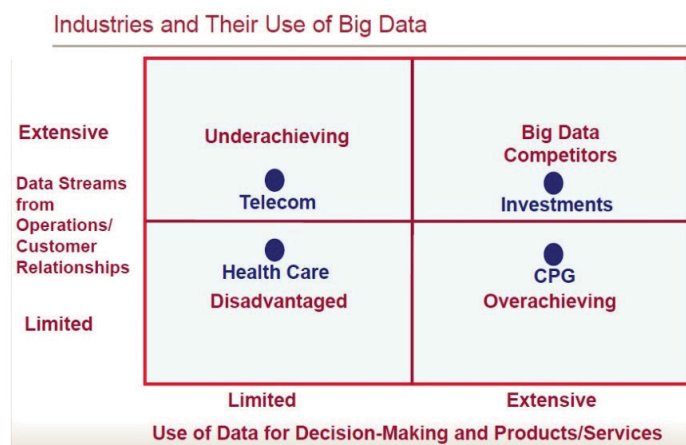 Industries and Their Use of Big Data
Extensive
Underachieving
Big Data
Competitors
Data Streams
from
Operations/
Customer
Relationships
Telecom
Investments
Health Care
CPG
Disadvantaged
Overachieving
Limited
Limited
Extensive
Use of Data for Decision-Making and Products/Services